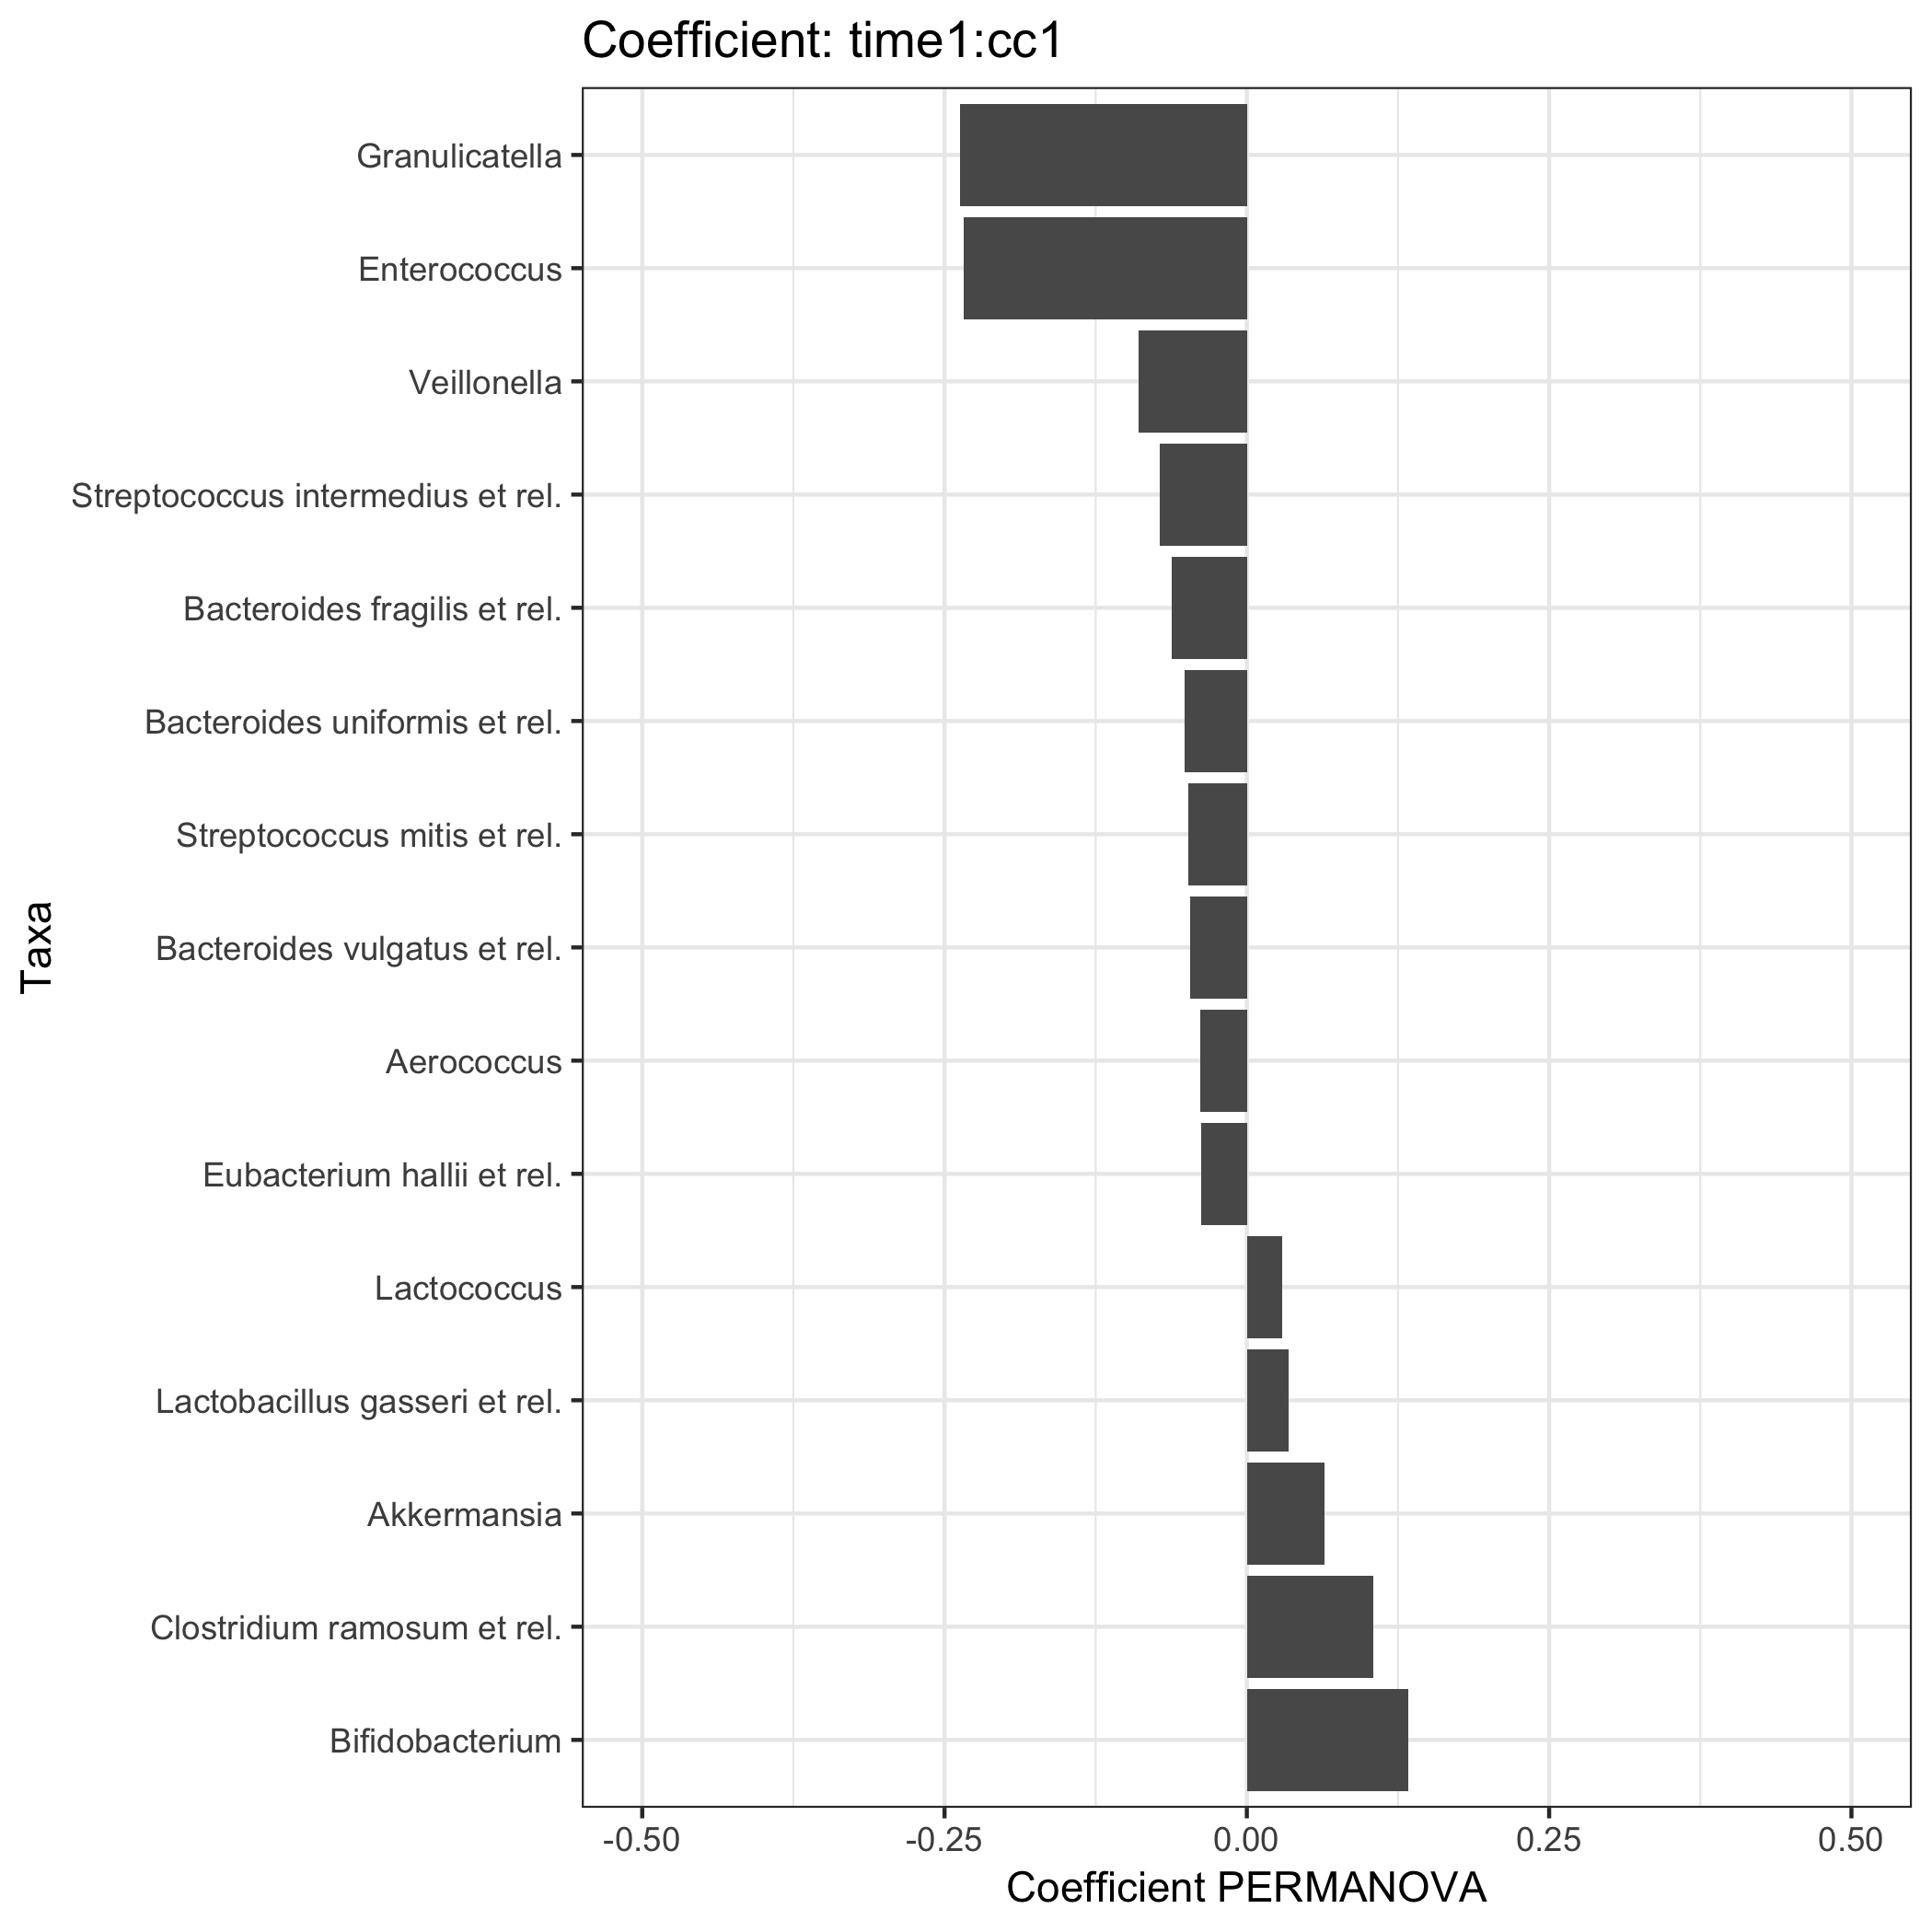 Coefficient: time1:cc1
Granulicatella
Enterococcus
Veillonella
Streptococcus intermedius et rel.
Bacteroides fragilis et rel.
Bacteroides uniformis et rel.
Streptococcus mitis et rel.
Bacteroides vulgatus et rel.
Aerococcus
Eubacterium hallii et rel.
Lactococcus
Lactobacillus gasseri et rel.
Akkermansia
Clostridium ramosum et rel.
Bifidobacterium
Taxa
-0.50 -0.25 0.00 0.25 0.50
Coefficient PERMANOVA